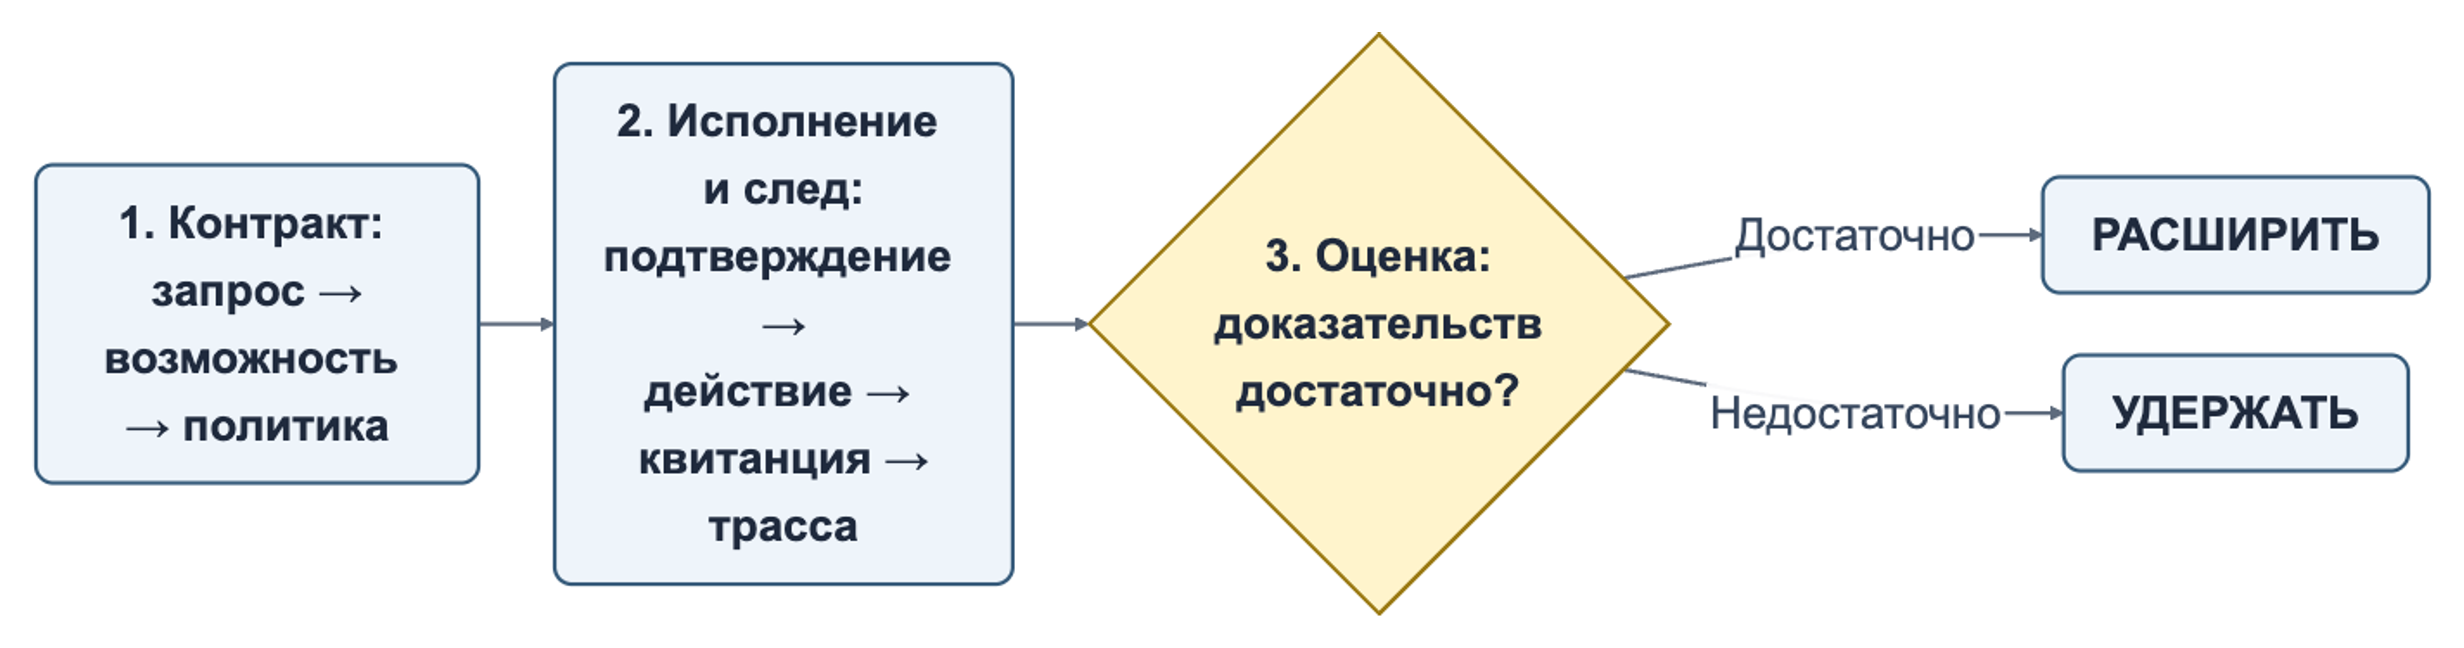 1. Контракт:
запрос →
возможность
→ политика
2. Исполнение
и след:
подтверждение
→
действие →
квитанция →
трасса
3. Оценка:
доказательств
достаточно?
Достаточно
РАСШИРИТЬ
Недостаточно
УДЕРЖАТЬ